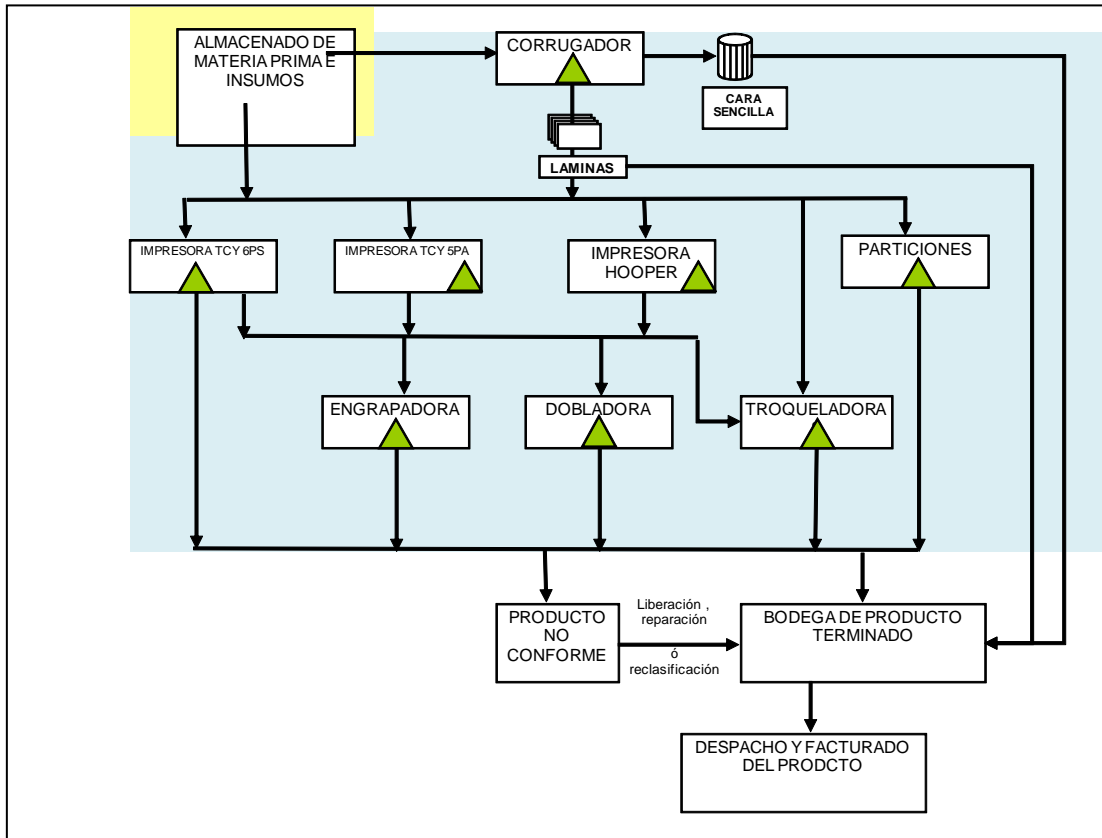 ALMACENADO DE
MATERIA PRIMA E
INSUMOS
CORRUGADOR
CARA
SENCILLA
LAMINAS
IMPRESORA TCY 6PS
IMPRESORA TCY 5PA
IMPRESORA
HOOPER
PARTICIONES
ENGRAPADORA
DOBLADORA
TROQUELADORA
PRODUCTO
NO
CONFORME
Liberación ,
reparación
ó
reclasificación
BODEGA DE PRODUCTO
TERMINADO
DESPACHO Y FACTURADO
DEL PRODCTO